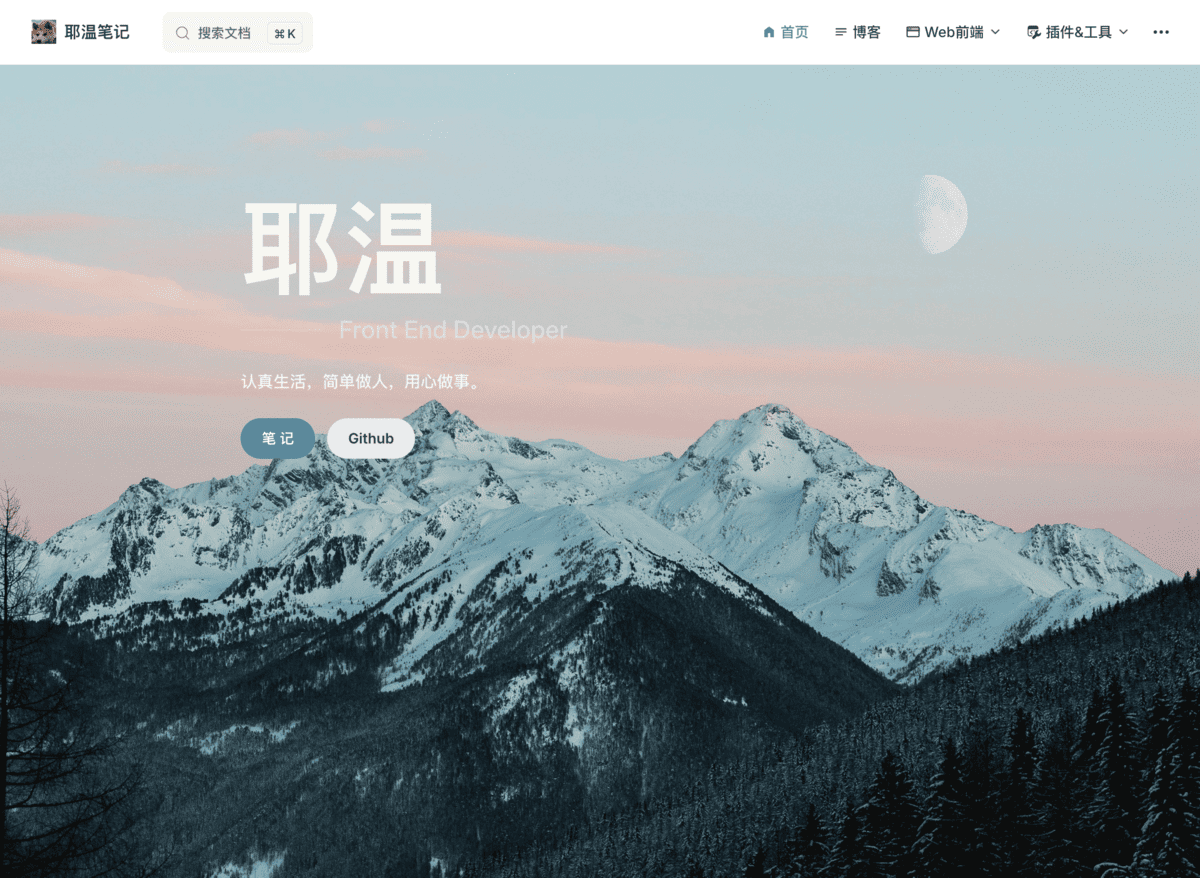 耶温笔记
搜索文档 ⌘ K
首页
博客
Web前端
插件&工具
耶温
Front End Developer
认真生活，简单做人，用心做事。
笔 记
Github